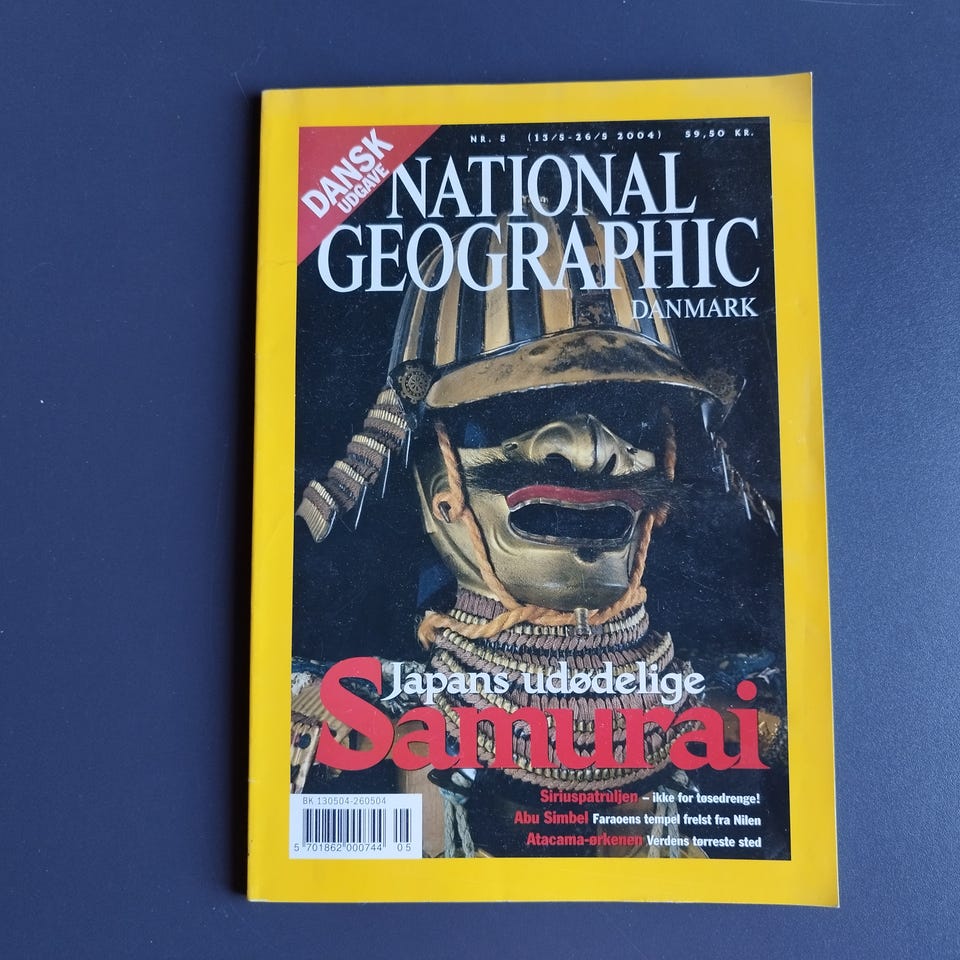 NR. 5 (13/5-26/5 2004) 59,50 KR.
DANSK
UDGAVE
NATIONAL
GEOGRAPHIC
DANMARK
Japans udødelige
Samurai
Siriuspatruljen – ikke for tøsedrenge!
Abu Simbel Faraoens tempel frelst fra Nilen
Atacama-ørkenen Verdens tørreste sted
BK 130504-260504
5 701862 000744 05